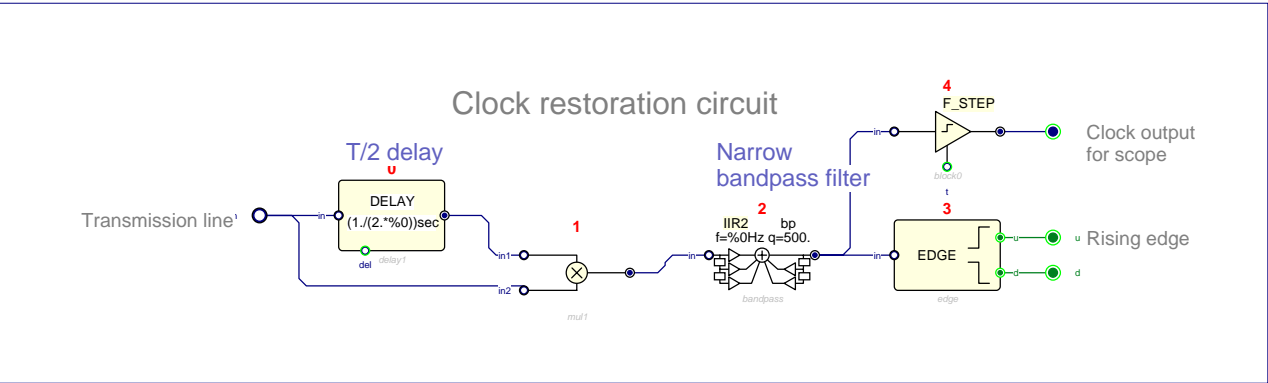 Clock restoration circuit
4
F_STEP
in
Clock output
for scope
block0
t
T/2 delay
0
DELAY
(1./(2.*%0))sec
in
del
delay1
Transmission line
1
in1
in2
mul1
Narrow
bandpass filter
2
IIR2 bp
f=%0Hz q=500.
in
bandpass
3
in
EDGE
u
u
Rising edge
d
d
edge